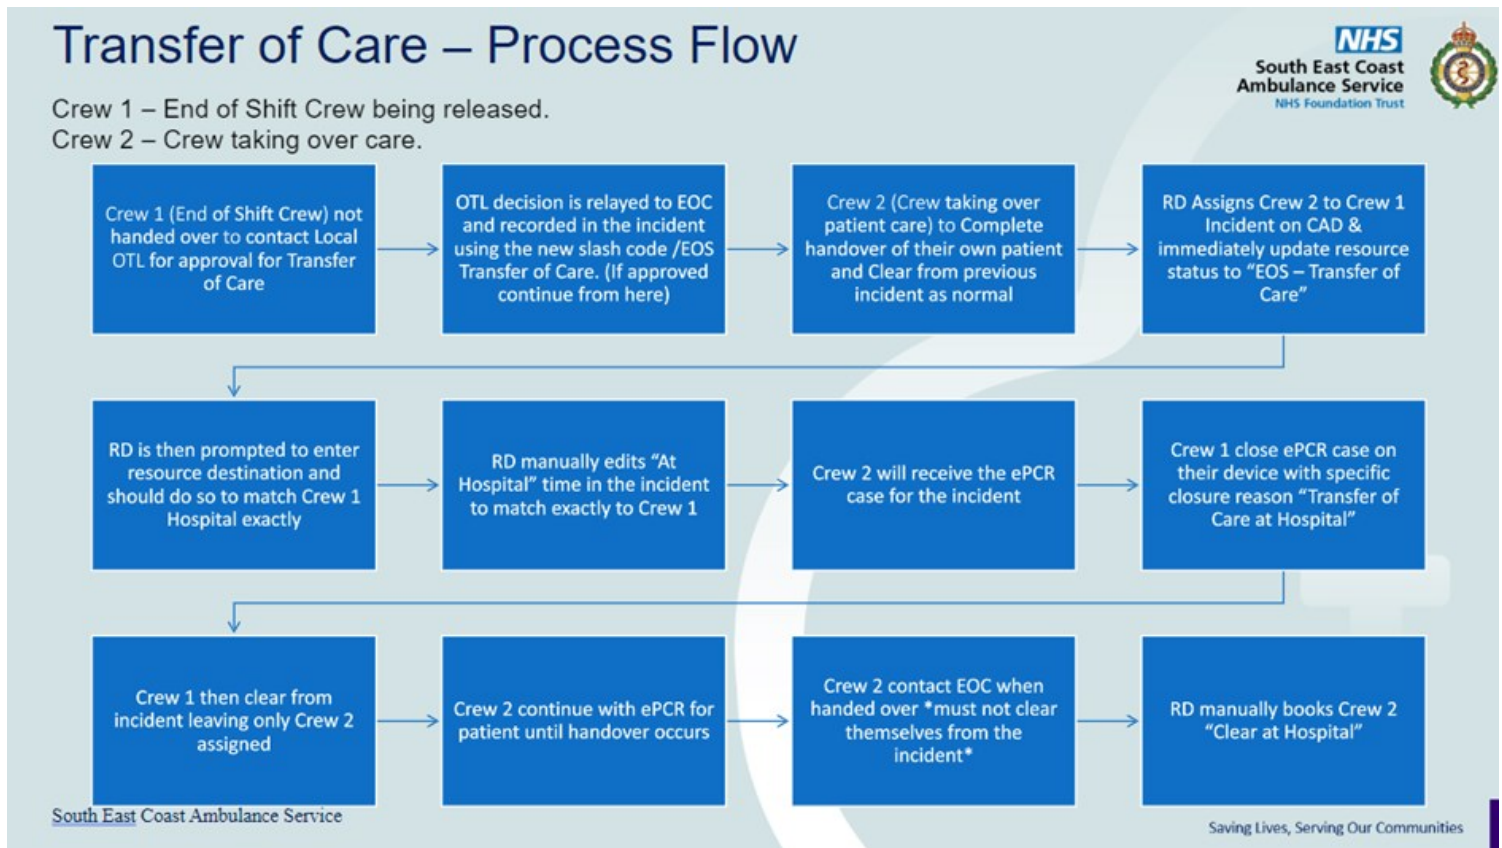 Transfer of Care – Process Flow
NHS
South East Coast
Ambulance Service
NHS Foundation Trust
Crew 1 – End of Shift Crew being released.
Crew 2 – Crew taking over care.
Crew 1 (End of Shift Crew) not
handed over to contact Local
OTL for approval for Transfer
of Care
OTL decision is relayed to EOC
and recorded in the incident
using the new slash code /EOS
Transfer of Care. (If approved
continue from here)
Crew 2 (Crew taking over
patient care) to Complete
handover of their own patient
and Clear from previous
incident as normal
RD Assigns Crew 2 to Crew 1
Incident on CAD &
immediately update resource
status to “EOS – Transfer of
Care”
RD is then prompted to enter
resource destination and
should do so to match Crew 1
Hospital exactly
RD manually edits “At
Hospital” time in the incident
to match exactly to Crew 1
Crew 2 will receive the ePCR
case for the incident
Crew 1 close ePCR case on
their device with specific
closure reason “Transfer of
Care at Hospital”
Crew 1 then clear from
incident leaving only Crew 2
assigned
Crew 2 continue with ePCR for
patient until handover occurs
Crew 2 contact EOC when
handed over *must not clear
themselves from the
incident*
RD manually books Crew 2
“Clear at Hospital”
South East Coast Ambulance Service
Saving Lives, Serving Our Communities